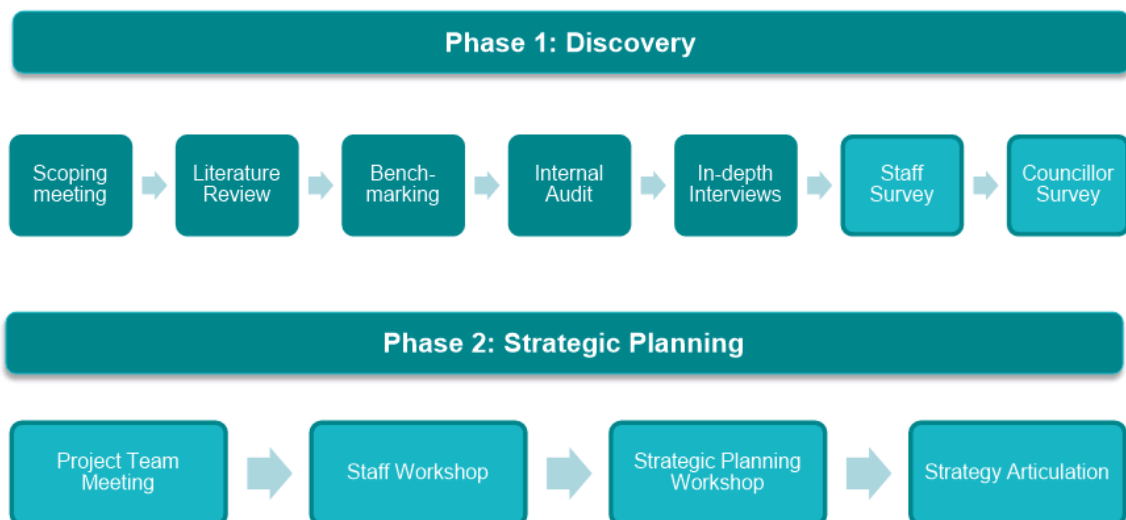 Phase 1: Discovery
Scoping
meeting
Literature
Review
Bench-
marking
Internal
Audit
In-depth
Interviews
Staff
Survey
Councillor
Survey
Phase 2: Strategic Planning
Project Team
Meeting
Staff Workshop
Strategic Planning
Workshop
Strategy Articulation